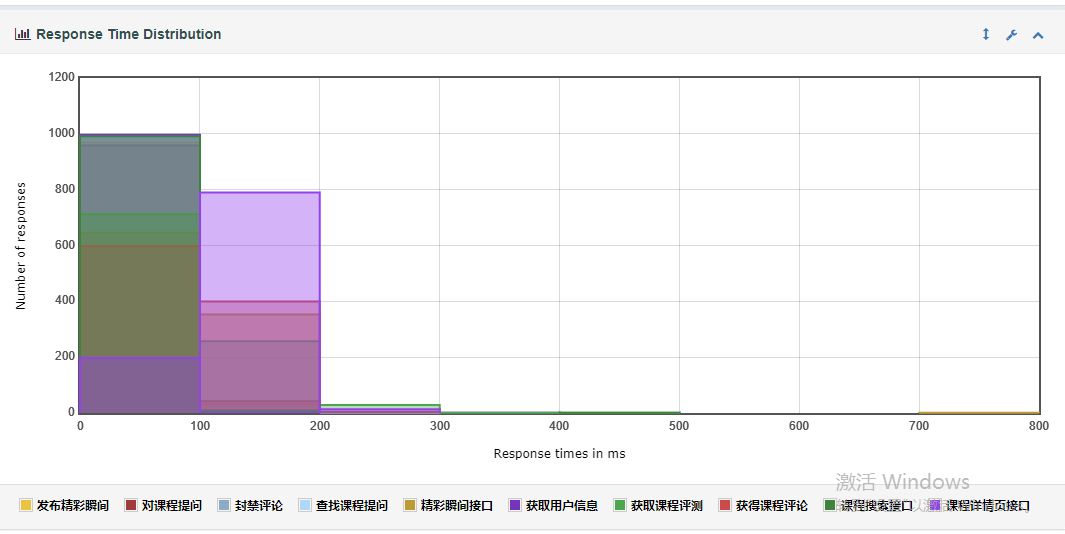 Response Time Distribution
1200
1000
800
600
400
200
0
0 100 200 300 400 500 600 700 800
Number of responses
Response times in ms
激活 Windows
发布精彩瞬间 对课程提问 封禁评论 查找课程提问 精彩瞬间接口 获取用户信息 获取课程评测 获得课程评论 课程搜索接口 课程详情页接口